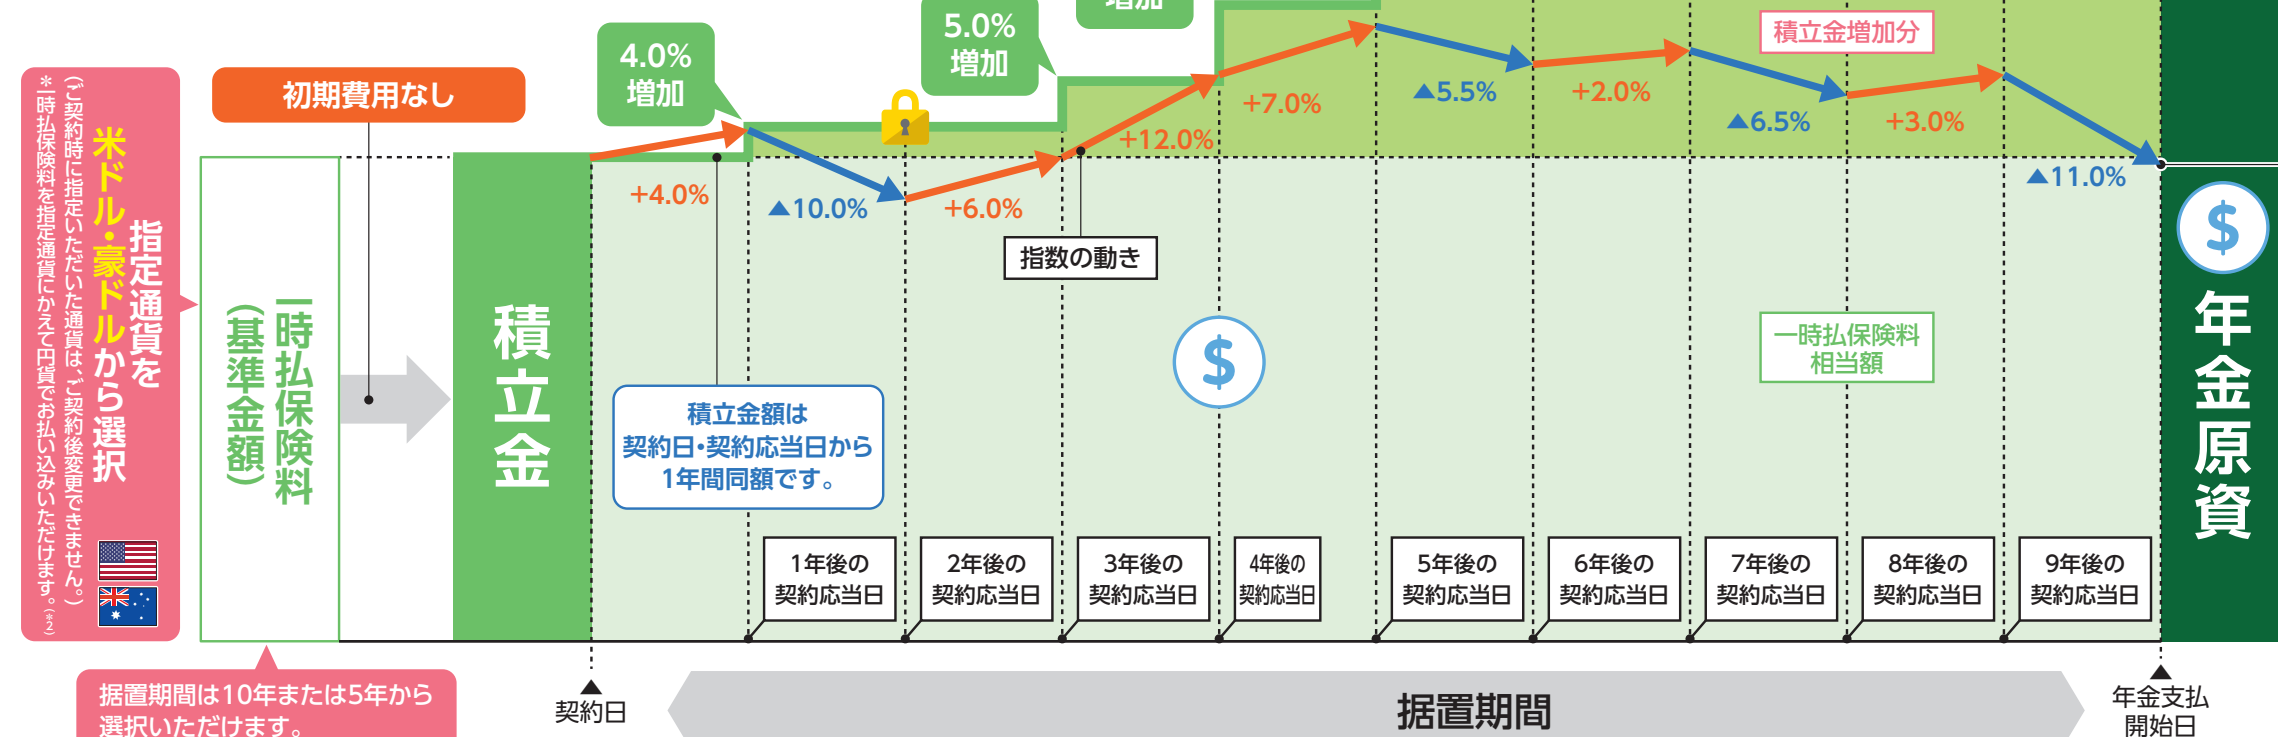 指定通貨を
米ドル・豪ドルから選択
(ご契約時に指定いただいた通貨は、ご契約後変更できません。)
＊一時払保険料を指定通貨にかえて円貨でお払い込みいただけます。(＊2)
初期費用なし
一時払保険料
(基準金額)
据置期間は10年または5年から
選択いただけます。
積立金
4.0%
増加
5.0%
増加
増加
積立金増加分
+4.0%
▲10.0%
+6.0%
+12.0%
+7.0%
▲5.5%
+2.0%
▲6.5%
+3.0%
▲11.0%
指数の動き
積立金額は
契約日・契約応当日から
1年間同額です。
$
一時払保険料
相当額
$
年金原資
1年後の
契約応当日
2年後の
契約応当日
3年後の
契約応当日
4年後の
契約応当日
5年後の
契約応当日
6年後の
契約応当日
7年後の
契約応当日
8年後の
契約応当日
9年後の
契約応当日
▲
契約日
据置期間
▲
年金支払
開始日